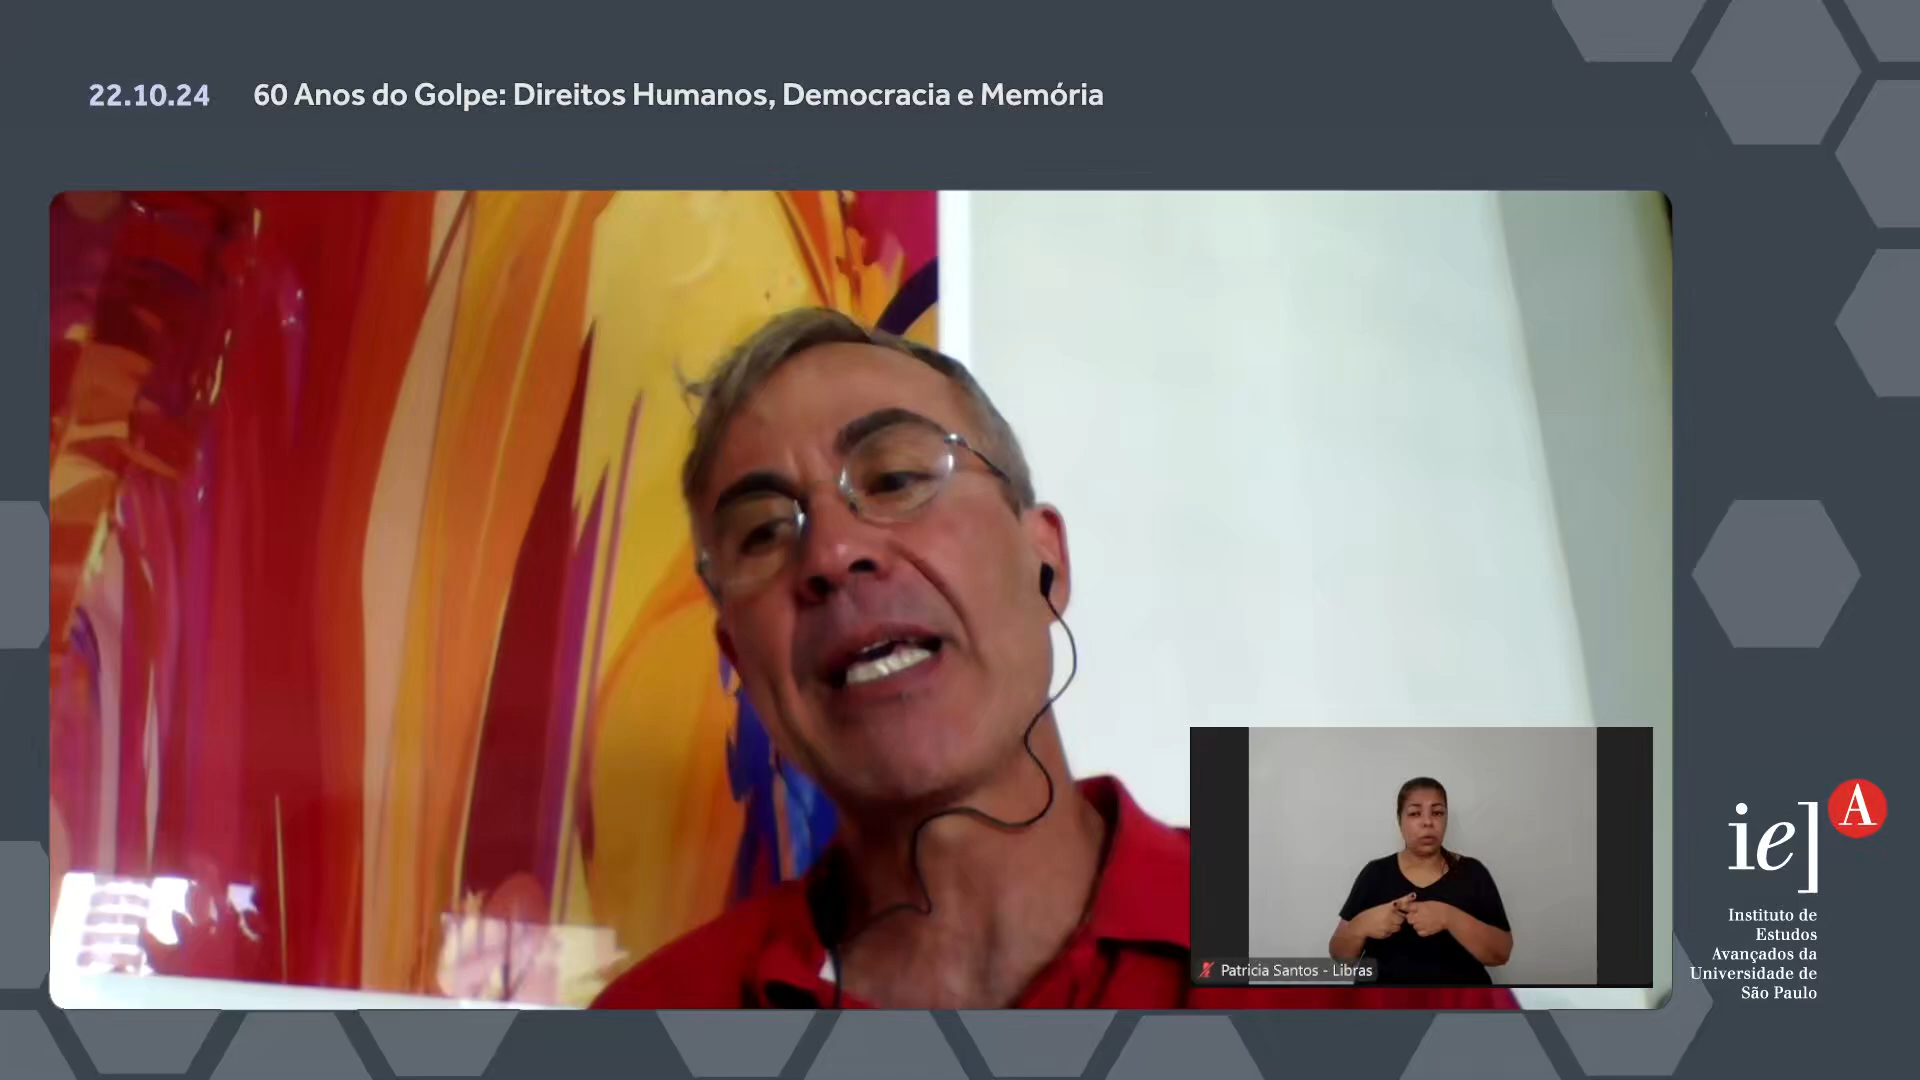 22.10.24 60 Anos do Golpe: Direitos Humanos, Democracia e Memória
Patricia Santos - Libras
ie] A
Instituto de
Estudos
Avançados da
Universidade de
São Paulo